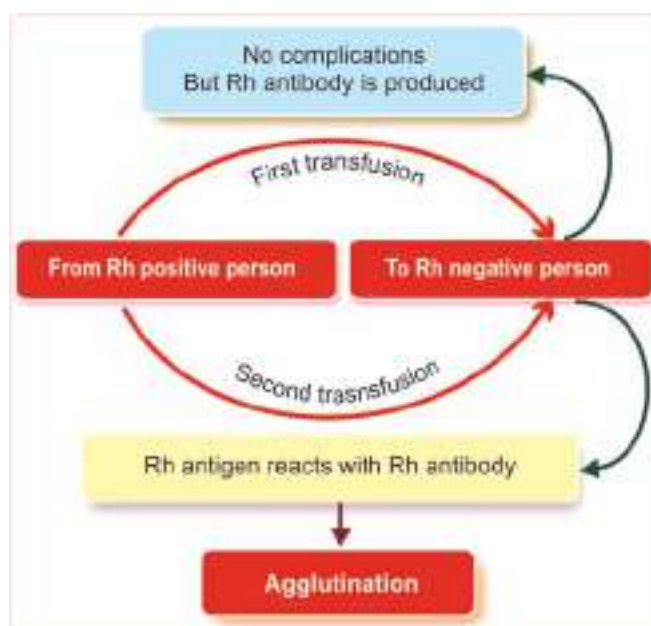 No complications
But Rh antibody is produced
First transfusion
From Rh positive person
To Rh negative person
Second trasnsfusion
Rh antigen reacts with Rh antibody
Agglutination